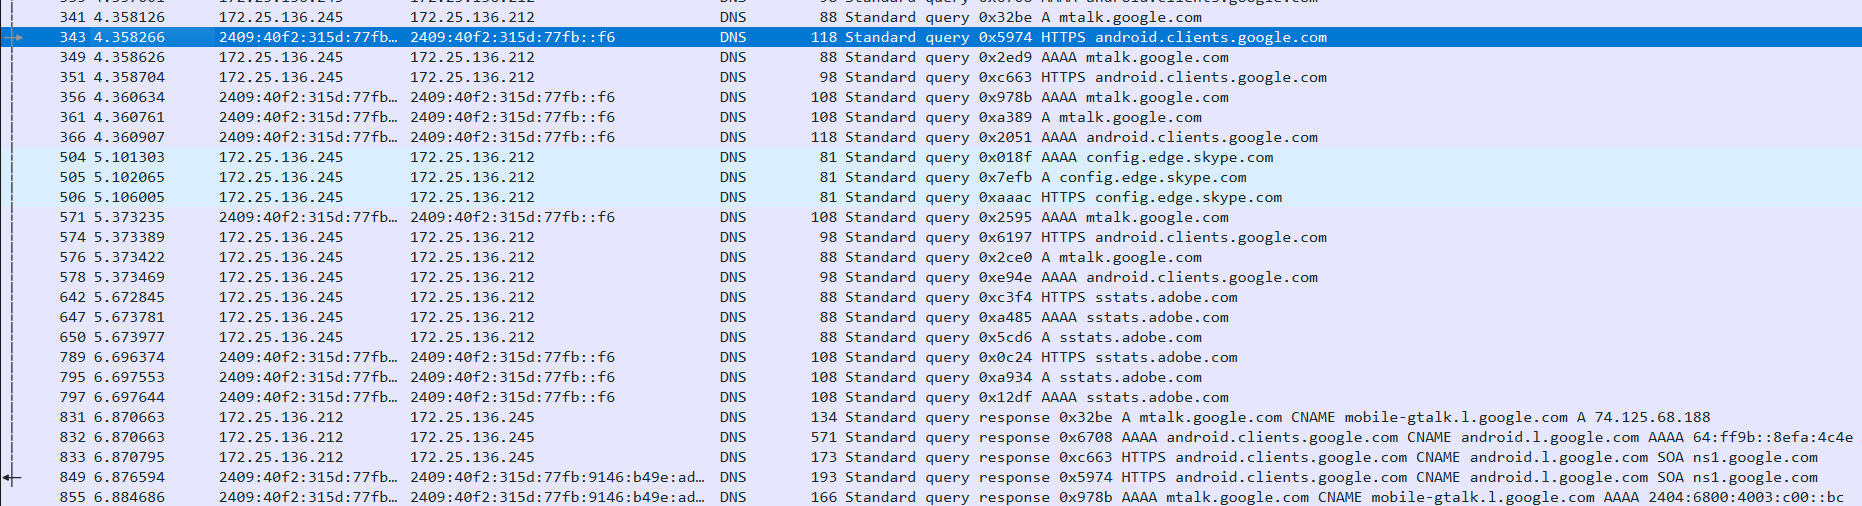 341 4.358126 172.25.136.245 172.25.136.212 DNS 88 Standard query 0x32be A mtalk.google.com
343 4.358266 2409:40f2:315d:77fb… 2409:40f2:315d:77fb::f6 DNS 118 Standard query 0x5974 HTTPS android.clients.google.com
349 4.358626 172.25.136.245 172.25.136.212 DNS 88 Standard query 0x2ed9 AAAA mtalk.google.com
351 4.358704 172.25.136.245 172.25.136.212 DNS 98 Standard query 0xc663 HTTPS android.clients.google.com
356 4.360634 2409:40f2:315d:77fb… 2409:40f2:315d:77fb::f6 DNS 108 Standard query 0x978b AAAA mtalk.google.com
361 4.360761 2409:40f2:315d:77fb… 2409:40f2:315d:77fb::f6 DNS 108 Standard query 0xa389 A mtalk.google.com
366 4.360907 2409:40f2:315d:77fb… 2409:40f2:315d:77fb::f6 DNS 118 Standard query 0x2051 AAAA android.clients.google.com
504 5.101303 172.25.136.245 172.25.136.212 DNS 81 Standard query 0x018f AAAA config.edge.skype.com
505 5.102065 172.25.136.245 172.25.136.212 DNS 81 Standard query 0x7efb A config.edge.skype.com
506 5.106005 172.25.136.245 172.25.136.212 DNS 81 Standard query 0xaaac HTTPS config.edge.skype.com
571 5.373235 2409:40f2:315d:77fb… 2409:40f2:315d:77fb::f6 DNS 108 Standard query 0x2595 AAAA mtalk.google.com
574 5.373389 172.25.136.245 172.25.136.212 DNS 98 Standard query 0x6197 HTTPS android.clients.google.com
576 5.373422 172.25.136.245 172.25.136.212 DNS 88 Standard query 0x2ce0 A mtalk.google.com
578 5.373469 172.25.136.245 172.25.136.212 DNS 98 Standard query 0xe94e AAAA android.clients.google.com
642 5.672845 172.25.136.245 172.25.136.212 DNS 88 Standard query 0xc3f4 HTTPS sstats.adobe.com
647 5.673781 172.25.136.245 172.25.136.212 DNS 88 Standard query 0xa485 AAAA sstats.adobe.com
650 5.673977 172.25.136.245 172.25.136.212 DNS 88 Standard query 0x5cd6 A sstats.adobe.com
789 6.696374 2409:40f2:315d:77fb… 2409:40f2:315d:77fb::f6 DNS 108 Standard query 0x0c24 HTTPS sstats.adobe.com
795 6.697553 2409:40f2:315d:77fb… 2409:40f2:315d:77fb::f6 DNS 108 Standard query 0xa934 A sstats.adobe.com
797 6.697644 2409:40f2:315d:77fb… 2409:40f2:315d:77fb::f6 DNS 108 Standard query 0x12df AAAA sstats.adobe.com
831 6.870663 172.25.136.212 172.25.136.245 DNS 134 Standard query response 0x32be A mtalk.google.com CNAME mobile-gtalk.l.google.com A 74.125.68.188
832 6.870663 172.25.136.212 172.25.136.245 DNS 571 Standard query response 0x6708 AAAA android.clients.google.com CNAME android.l.google.com AAAA 64:ff9b::8efa:4c4e
833 6.870795 172.25.136.212 172.25.136.245 DNS 173 Standard query response 0xc663 HTTPS android.clients.google.com CNAME android.l.google.com SOA ns1.google.com
849 6.876594 2409:40f2:315d:77fb… 2409:40f2:315d:77fb:9146:b49e:ad… DNS 193 Standard query response 0x5974 HTTPS android.clients.google.com CNAME android.l.google.com SOA ns1.google.com
855 6.884686 2409:40f2:315d:77fb… 2409:40f2:315d:77fb:9146:b49e:ad… DNS 166 Standard query response 0x978b AAAA mtalk.google.com CNAME mobile-gtalk.l.google.com AAAA 2404:6800:4003:c00::bc